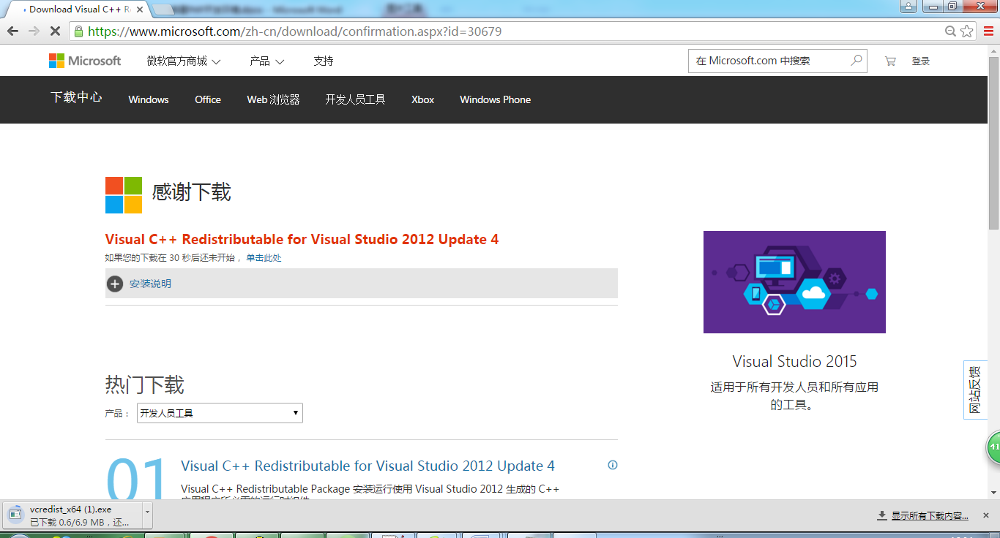 Download Visual C++ R
https://www.microsoft.com/zh-cn/download/confirmation.aspx?id=30679
Microsoft 微软官方商城 产品 支持 在 Microsoft.com 中搜索 登录
下载中心 Windows Office Web 浏览器 开发人员工具 Xbox Windows Phone
感谢下载
Visual C++ Redistributable for Visual Studio 2012 Update 4
如果您的下载在 30 秒后还未开始，单击此处
安装说明
Visual Studio 2015
适用于所有开发人员和所有应用
的工具。
网站反馈
热门下载
产品： 开发人员工具
41
01 Visual C++ Redistributable for Visual Studio 2012 Update 4
Visual C++ Redistributable Package 安装运行使用 Visual Studio 2012 生成的 C++
vcredist_x64 (1).exe
已下载 0.6/6.9 MB，还...
显示所有下载内容...